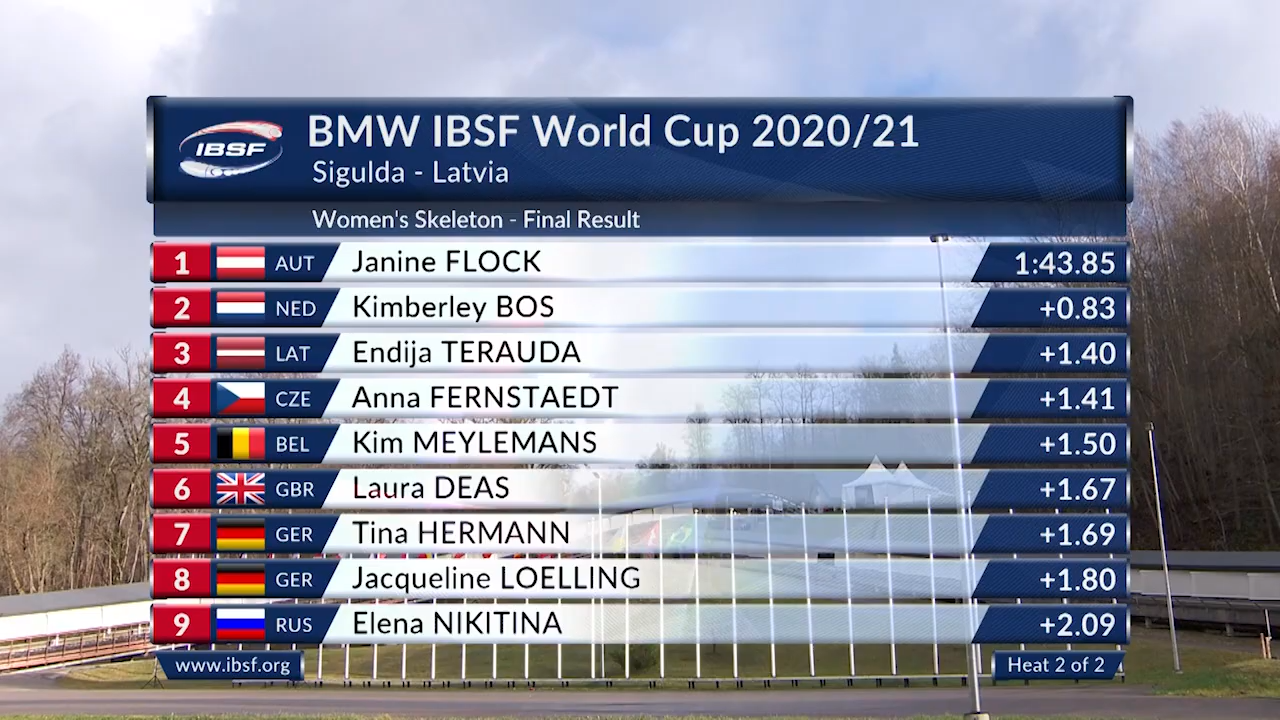 IBSF
BMW IBSF World Cup 2020/21
Sigulda - Latvia
Women's Skeleton - Final Result
1 AUT Janine FLOCK 1:43.85
2 NED Kimberley BOS +0.83
3 LAT Endija TERAUDA +1.40
4 CZE Anna FERNSTAEDT +1.41
5 BEL Kim MEYLEMANS +1.50
6 GBR Laura DEAS +1.67
7 GER Tina HERMANN +1.69
8 GER Jacqueline LOELLING +1.80
9 RUS Elena NIKITINA +2.09
www.ibsf.org Heat 2 of 2